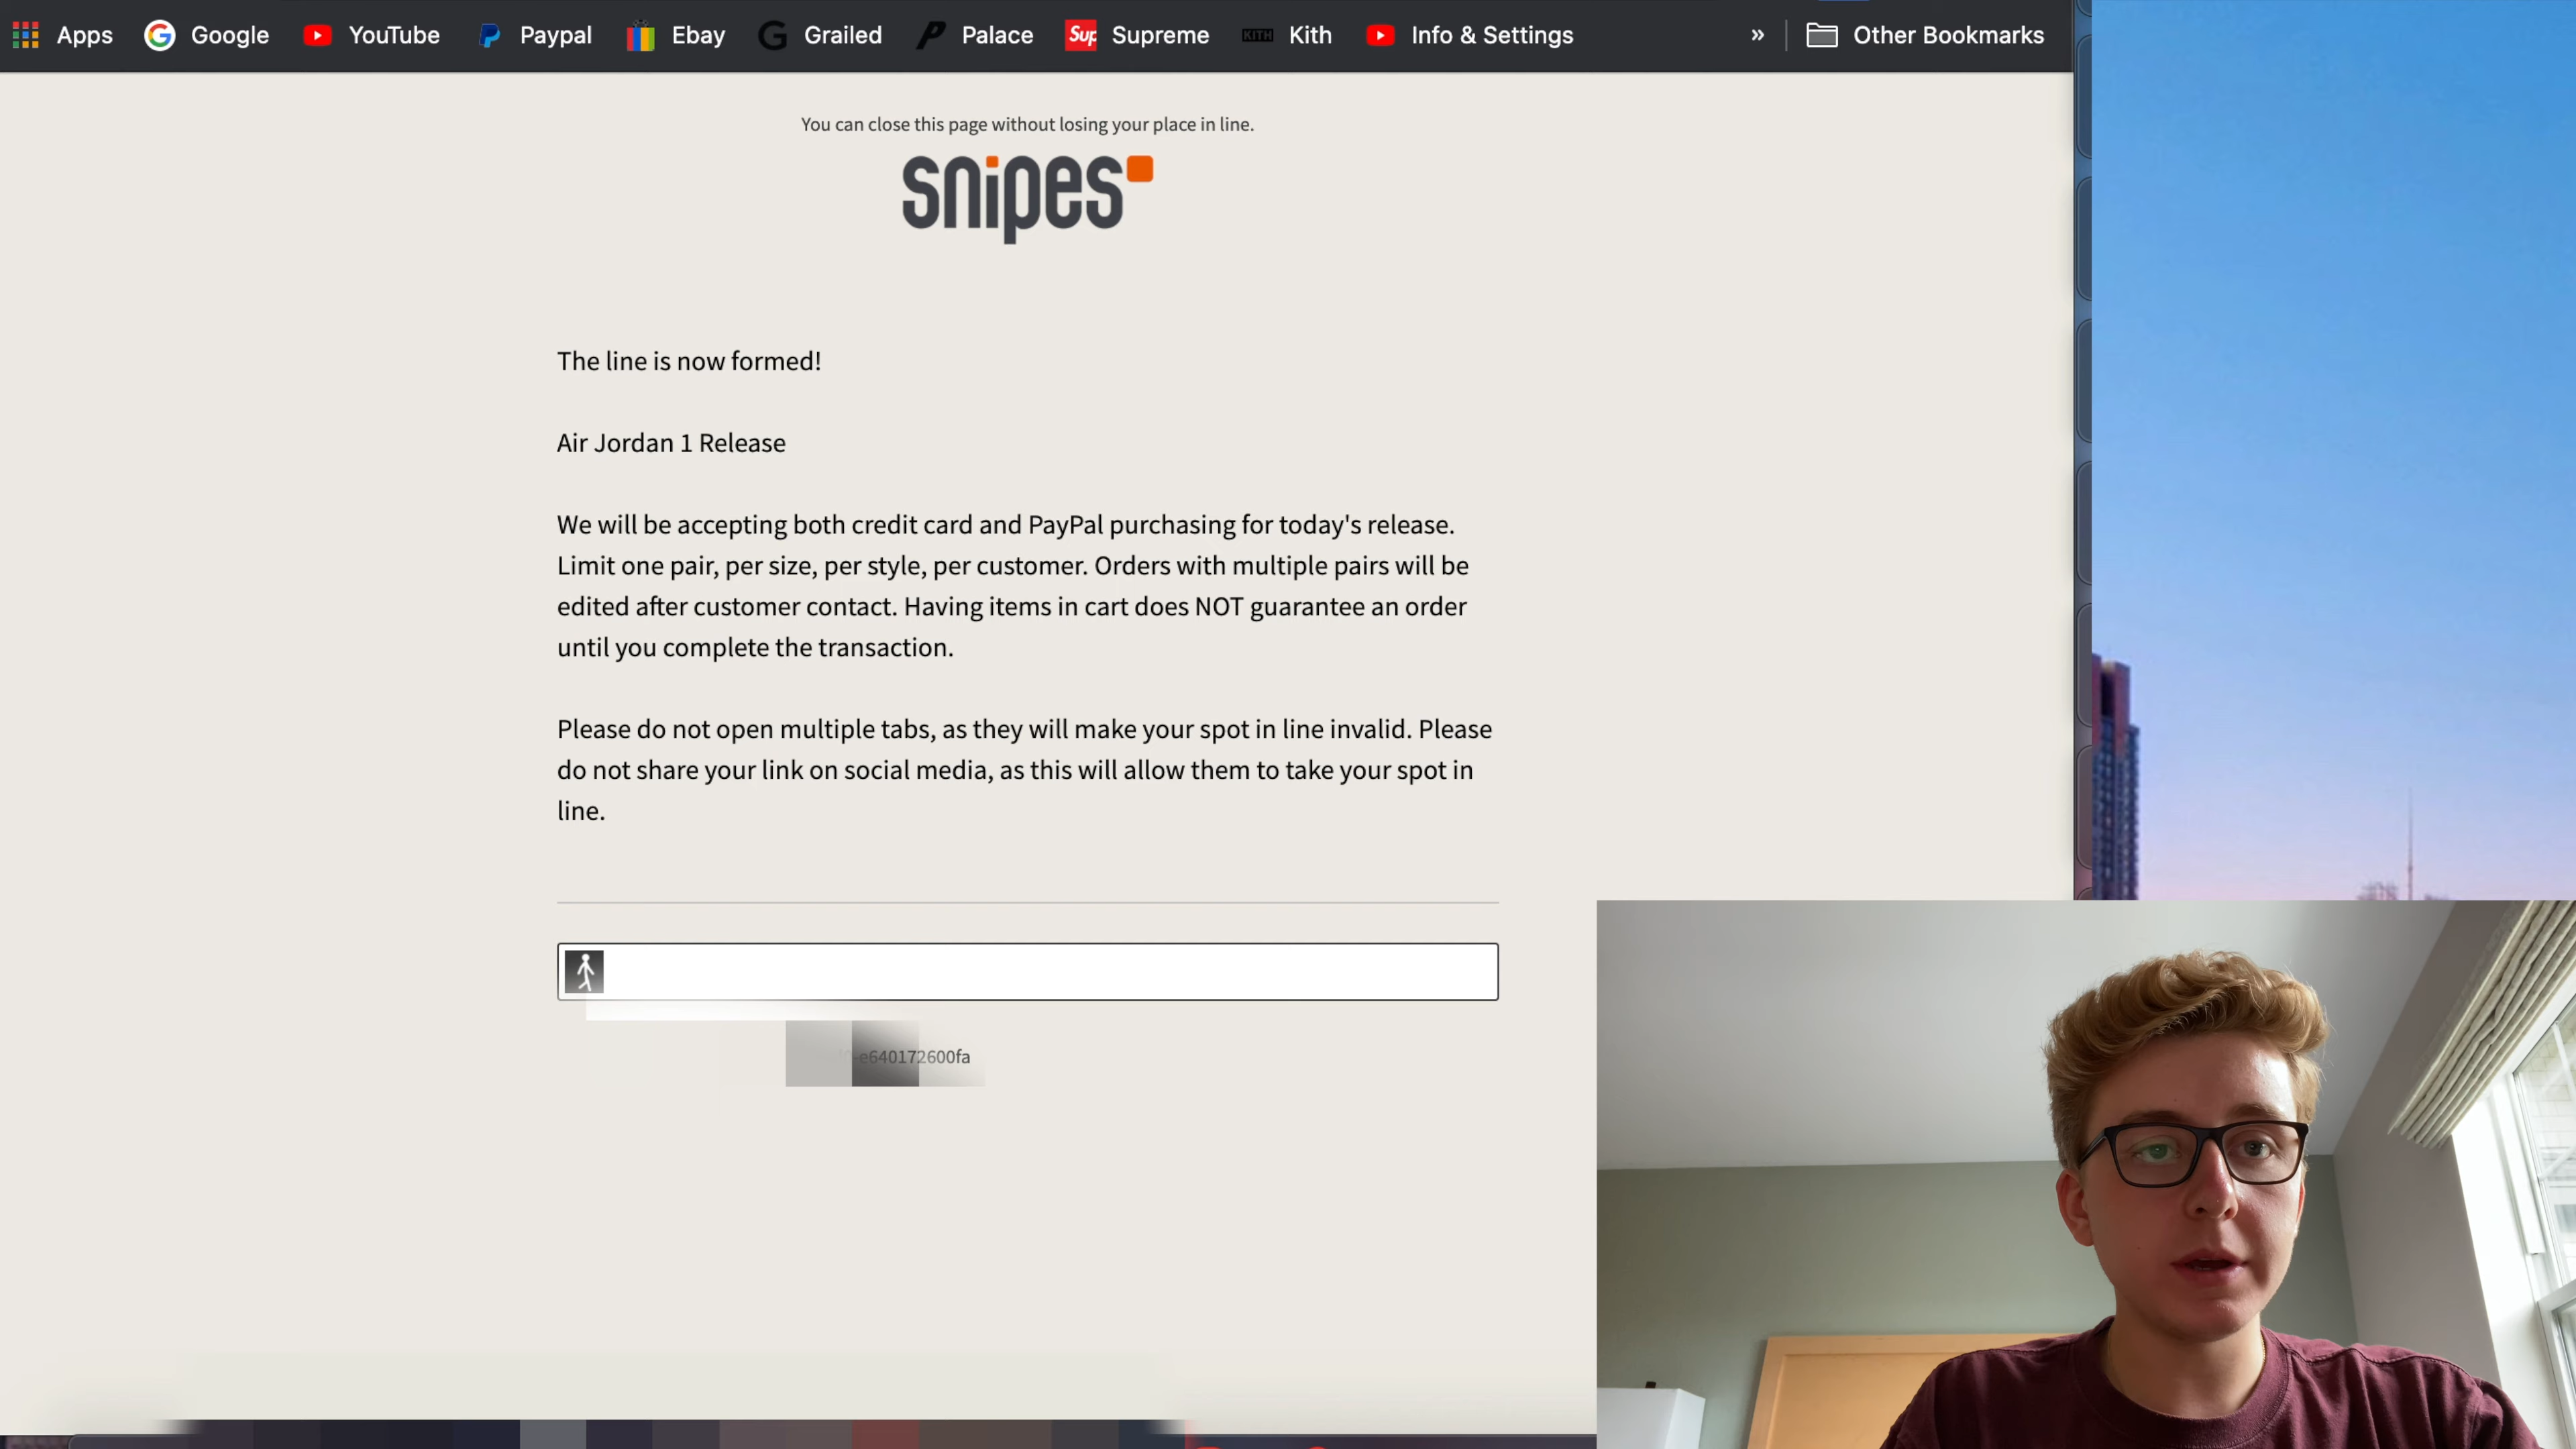 Apps Google YouTube Paypal Ebay Grailed Palace Sup Supreme KITH Kith Info & Settings » Other Bookmarks
You can close this page without losing your place in line.
snipes
The line is now formed!
Air Jordan 1 Release
We will be accepting both credit card and PayPal purchasing for today's release.
Limit one pair, per size, per style, per customer. Orders with multiple pairs will be
edited after customer contact. Having items in cart does NOT guarantee an order
until you complete the transaction.
Please do not open multiple tabs, as they will make your spot in line invalid. Please
do not share your link on social media, as this will allow them to take your spot in
line.
-e640172600fa